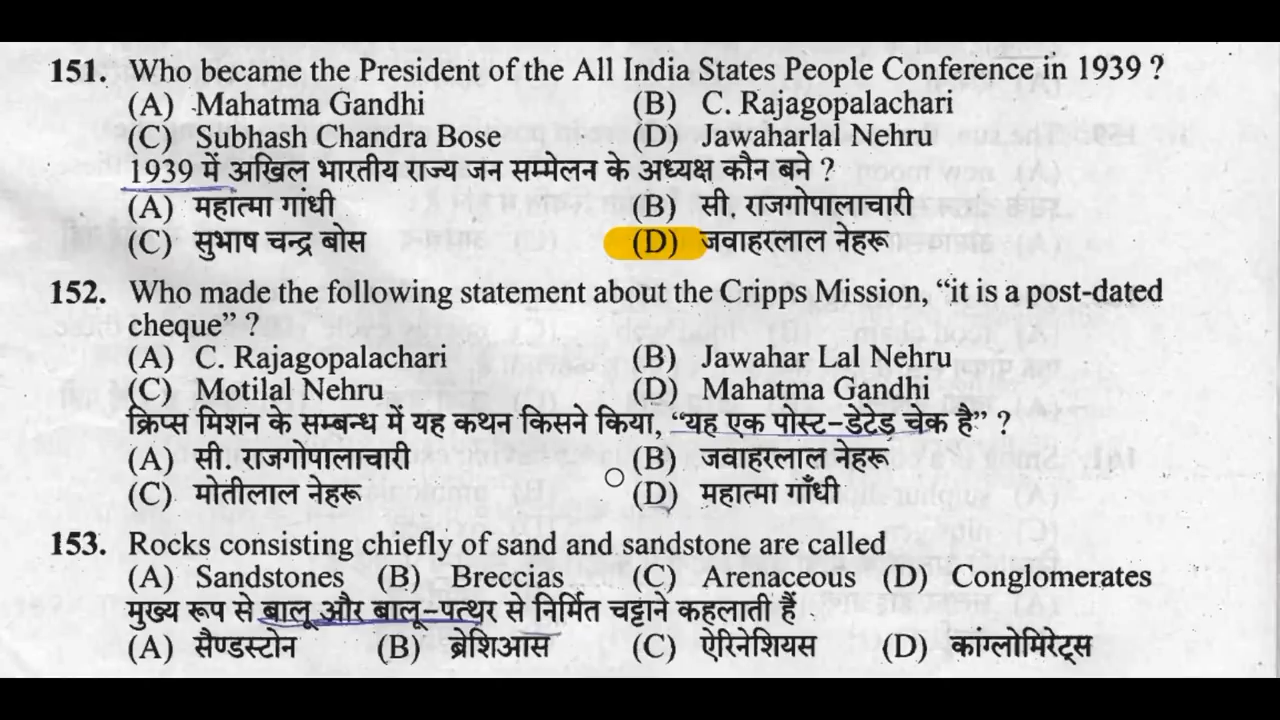 151. Who became the President of the All India States People Conference in 1939 ?
(A) Mahatma Gandhi (B) C. Rajagopalachari
(C) Subhash Chandra Bose (D) Jawaharlal Nehru
1939 में अखिल भारतीय राज्य जन सम्मेलन के अध्यक्ष कौन बने ?
(A) महात्मा गांधी (B) सी. राजगोपालाचारी
(C) सुभाष चन्द्र बोस (D) जवाहरलाल नेहरू
152. Who made the following statement about the Cripps Mission, “it is a post-dated
cheque” ?
(A) C. Rajagopalachari (B) Jawahar Lal Nehru
(C) Motilal Nehru (D) Mahatma Gandhi
क्रिप्स मिशन के सम्बन्ध में यह कथन किसने किया, “यह एक पोस्ट-डेटेड चेक है” ?
(A) सी. राजगोपालाचारी (B) जवाहरलाल नेहरू
(C) मोतीलाल नेहरू (D) महात्मा गाँधी
153. Rocks consisting chiefly of sand and sandstone are called
(A) Sandstones (B) Breccias (C) Arenaceous (D) Conglomerates
मुख्य रूप से बालू और बालू-पत्थर से निर्मित चट्टाने कहलाती हैं
(A) सैण्डस्टोन (B) ब्रेशिआस (C) ऐरिनेशियस (D) कांग्लोमिरेट्स